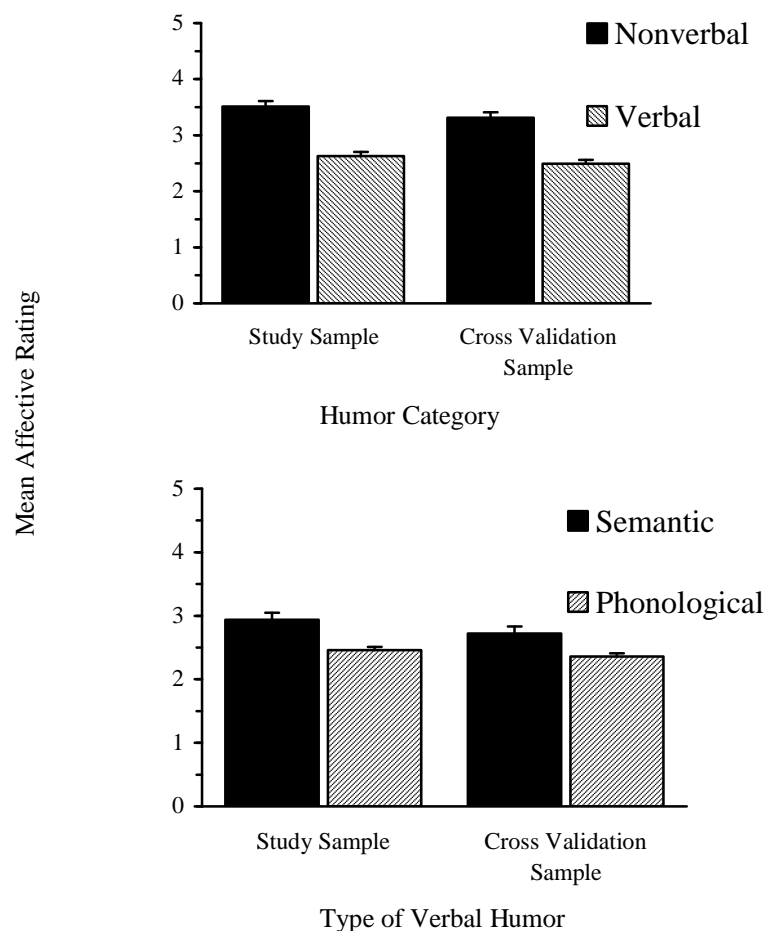 Mean Affective Rating
5
4
3
2
1
0
Nonverbal
Verbal
Study Sample
Cross Validation
Sample
Humor Category
5
4
3
2
1
0
Semantic
Phonological
Study Sample
Cross Validation
Sample
Type of Verbal Humor